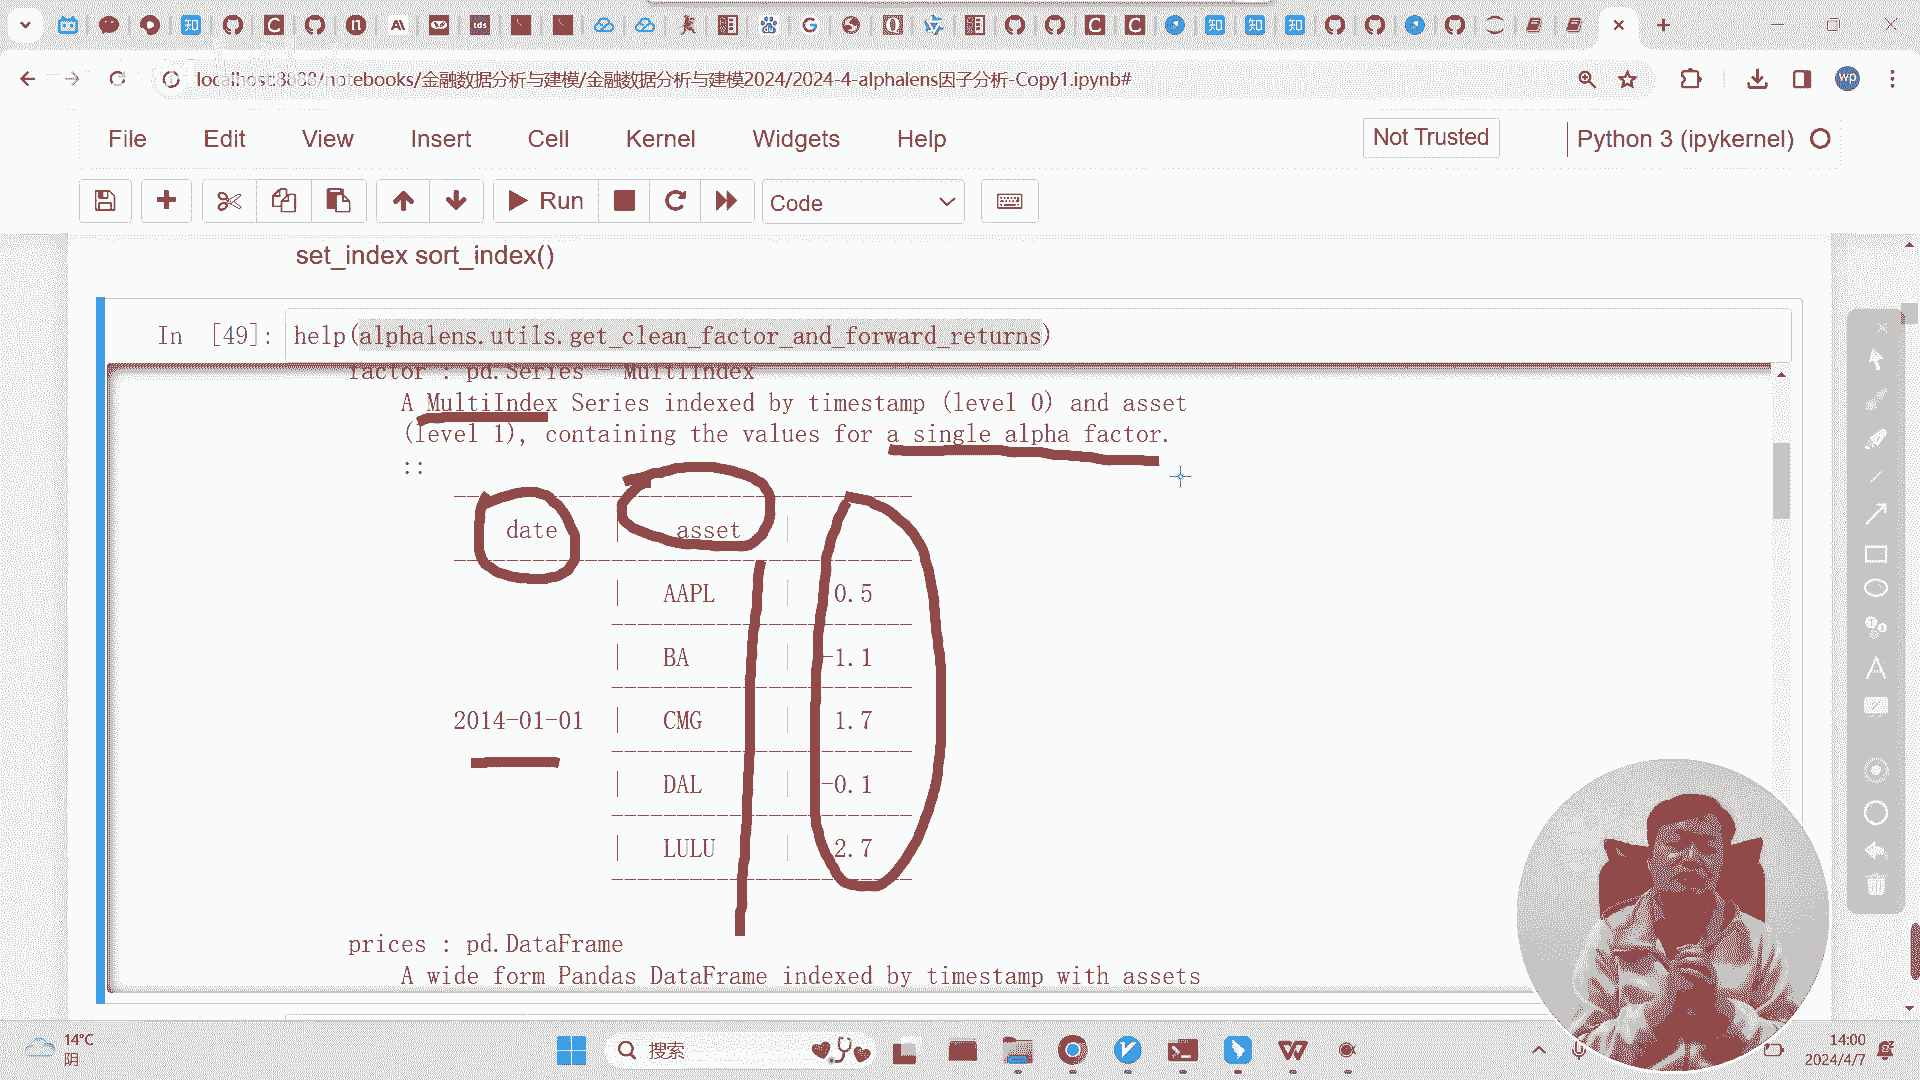 localhost:8888/notebooks/金融数据分析与建模/金融数据分析与建模2024/2024-4-alphalens因子分析-Copy1.ipynb#
File Edit View Insert Cell Kernel Widgets Help Not Trusted Python 3 (ipykernel)
Run Code
set_index sort_index()
In [49]: help(alphalens.utils.get_clean_factor_and_forward_returns)
factor : pd.Series - MultiIndex
A MultiIndex Series indexed by timestamp (level 0) and asset
(level 1), containing the values for a single alpha factor.
::
date | asset |
| AAPL | 0.5
| BA | -1.1
2014-01-01 | CMG | 1.7
| DAL | -0.1
| LULU | 2.7
prices : pd.DataFrame
A wide form Pandas DataFrame indexed by timestamp with assets
14°C
阴
搜索
14:00
2024/4/7